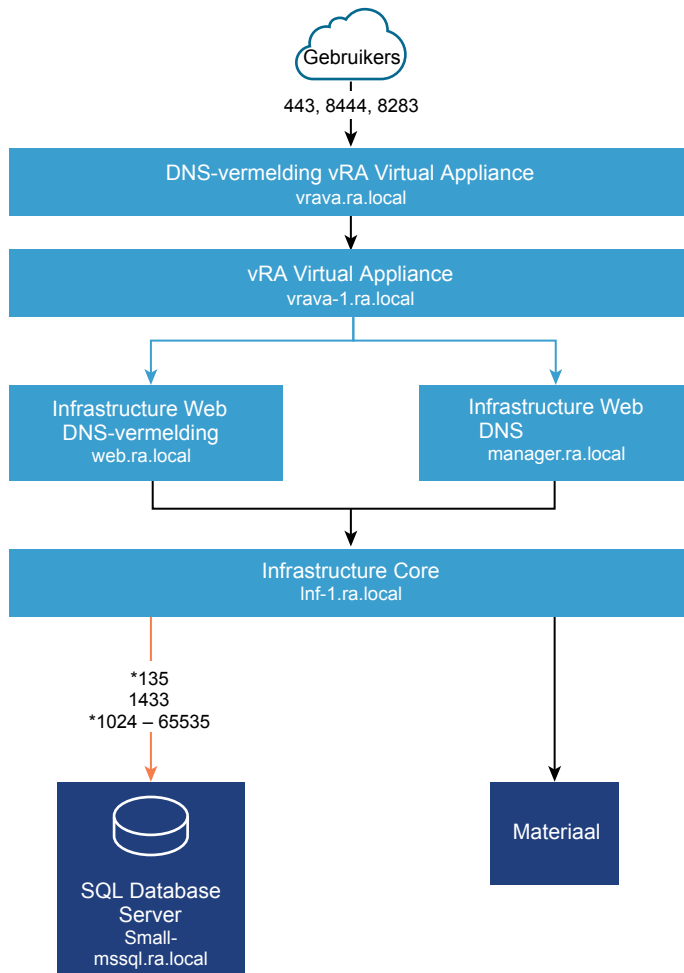 Gebruikers
443, 8444, 8283
DNS-vermelding vRA Virtual Appliance
vrava.ra.local
vRA Virtual Appliance
vrava-1.ra.local
Infrastructure Web
DNS-vermelding
web.ra.local
Infrastructure Web
DNS
manager.ra.local
Infrastructure Core
Inf-1.ra.local
*135
1433
*1024 – 65535
SQL Database
Server
Small-
mssql.ra.local
Materiaal